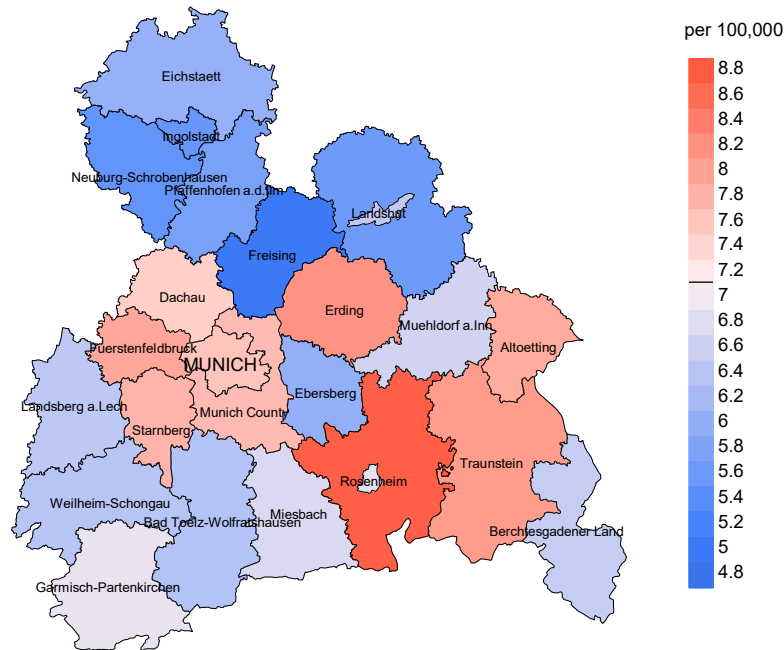 per 100,000
Eichstaett
Ingolstadt
Neuburg-Schrobenhausen
Pfaffenhofen a.d.Ilm
Landshut
Freising
Dachau
Erding
Muehldorf a.Inn
Altoetting
Fuerstenfeldbruck
MUNICH
Ebersberg
Landsberg a.Lech
Munich County
Starnberg
Traunstein
Rosenheim
Weilheim-Schongau
Miesbach
Bad Toelz-Wolfratshausen
Berchtesgadener Land
Garmisch-Partenkirchen
8.8
8.6
8.4
8.2
8
7.8
7.6
7.4
7.2
7
6.8
6.6
6.4
6.2
6
5.8
5.6
5.4
5.2
5
4.8